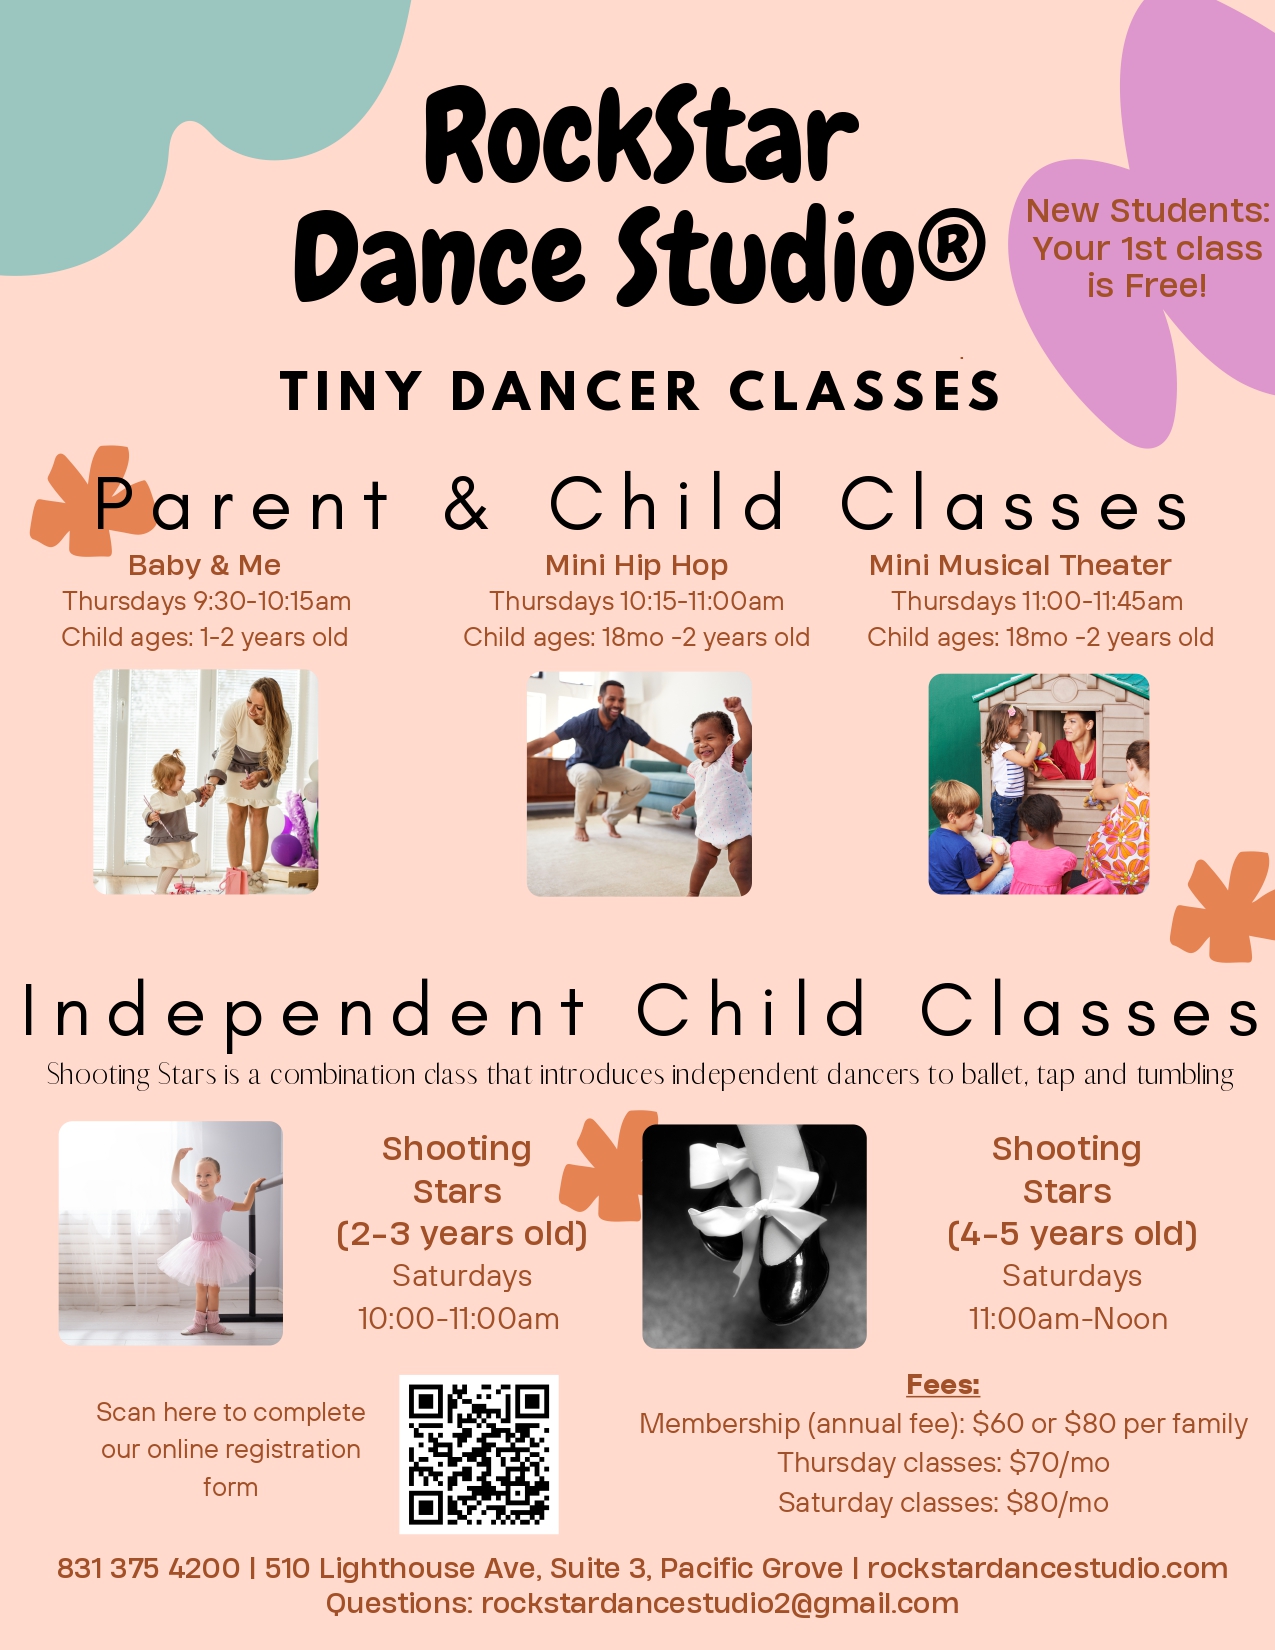 RockStar
Dance Studio®
New Students:
Your 1st class
is Free!
TINY DANCER CLASSES
Parent & Child Classes
Baby & Me
Thursdays 9:30-10:15am
Child ages: 1-2 years old
Mini Hip Hop
Thursdays 10:15-11:00am
Child ages: 18mo -2 years old
Mini Musical Theater
Thursdays 11:00-11:45am
Child ages: 18mo -2 years old
Independent Child Classes
Shooting Stars is a combination class that introduces independent dancers to ballet, tap and tumbling
Shooting
Stars
(2-3 years old)
Saturdays
10:00-11:00am
Shooting
Stars
(4-5 years old)
Saturdays
11:00am-Noon
Scan here to complete
our online registration
form
Fees:
Membership (annual fee): $60 or $80 per family
Thursday classes: $70/mo
Saturday classes: $80/mo
831 375 4200 | 510 Lighthouse Ave, Suite 3, Pacific Grove | rockstardancestudio.com
Questions: rockstardancestudio2@gmail.com